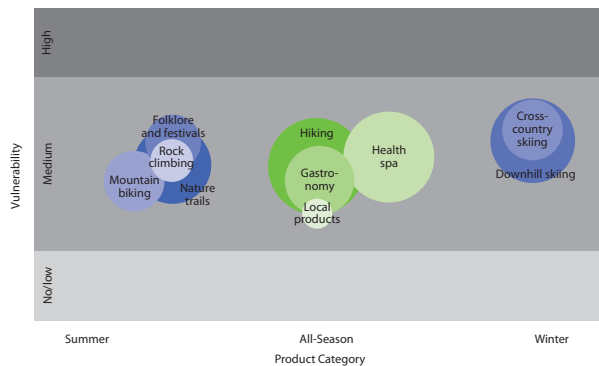 High
Folklore
and festivals
Rock
climbing
Mountain
biking
Nature
trails
Hiking
Gastro-
nomy
Local
products
Health
spa
Cross-
country
skiing
Downhill skiing
Medium
Vulnerability
No/low
Summer
All-Season
Winter
Product Category